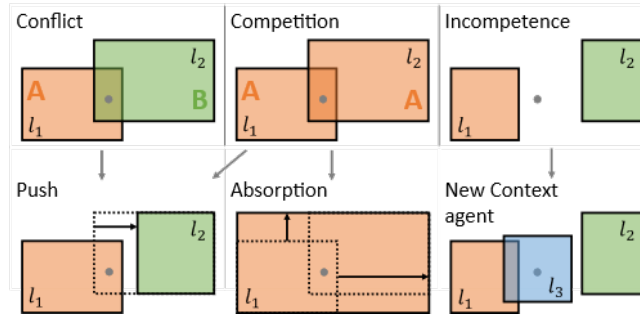 Conflict
Competition
Incompetence
A
l₂
B
l₁
A
l₂
A
l₁
l₁
l₂
Push
Absorption
New Context
agent
l₂
l₁
l₁
l₂
l₁
l₃